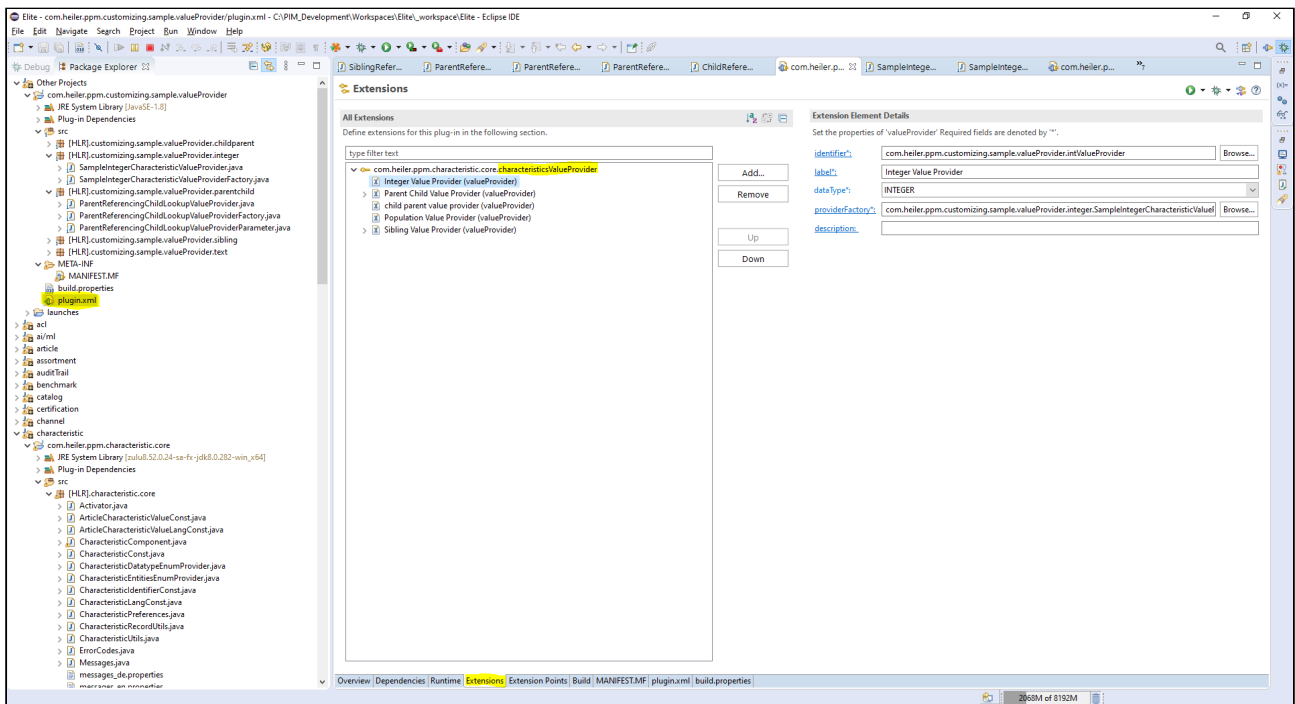 Elite - com.heiler.ppm.customizing.sample.valueProvider/plugin.xml - C:\PIM_Development\Workspaces\Elite\_workspace\Elite - Eclipse IDE
File Edit Navigate Search Project Run Window Help
Debug Package Explorer
SiblingRefer... ParentRefere... ParentRefere... ParentRefere... ChildRefere... com.heiler.p... SampleIntege... SampleIntege... com.heiler.p... »7
Other Projects
com.heiler.ppm.customizing.sample.valueProvider
JRE System Library [JavaSE-1.8]
Plug-in Dependencies
src
[HLR].customizing.sample.valueProvider.childparent
[HLR].customizing.sample.valueProvider.integer
SampleIntegerCharacteristicValueProvider.java
SampleIntegerCharacteristicValueProviderFactory.java
[HLR].customizing.sample.valueProvider.parentchild
ParentReferencingChildLookupValueProvider.java
ParentReferencingChildLookupValueProviderFactory.java
ParentReferencingChildLookupValueProviderParameter.java
[HLR].customizing.sample.valueProvider.sibling
[HLR].customizing.sample.valueProvider.text
META-INF
MANIFEST.MF
build.properties
plugin.xml
launches
acl
ai/ml
article
assortment
auditTrail
benchmark
catalog
certification
channel
characteristic
com.heiler.ppm.characteristic.core
JRE System Library [zulu8.52.0.24-sa-fx-jdk8.0.282-win_x64]
Plug-in Dependencies
src
[HLR].characteristic.core
Activator.java
ArticleCharacteristicValueConst.java
ArticleCharacteristicValueLangConst.java
CharacteristicComponent.java
CharacteristicConst.java
CharacteristicDatatypeEnumProvider.java
CharacteristicEntitiesEnumProvider.java
CharacteristicIdentifierConst.java
CharacteristicLangConst.java
CharacteristicPreferences.java
CharacteristicRecordUtils.java
CharacteristicUtils.java
ErrorCodes.java
Messages.java
messages_de.properties
messages_en.properties
Extensions
All Extensions
Define extensions for this plug-in in the following section.
type filter text
com.heiler.ppm.characteristic.core.characteristicsValueProvider
Integer Value Provider (valueProvider)
Parent Child Value Provider (valueProvider)
child parent value provider (valueProvider)
Population Value Provider (valueProvider)
Sibling Value Provider (valueProvider)
Add...
Remove
Up
Down
Extension Element Details
Set the properties of 'valueProvider' Required fields are denoted by '*'.
identifier*: com.heiler.ppm.customizing.sample.valueProvider.intValueProvider Browse...
label*: Integer Value Provider
dataType*: INTEGER
providerFactory*: com.heiler.ppm.customizing.sample.valueProvider.integer.SampleIntegerCharacteristicValueF Browse...
description:
Overview Dependencies Runtime Extensions Extension Points Build MANIFEST.MF plugin.xml build.properties
2068M of 8192M